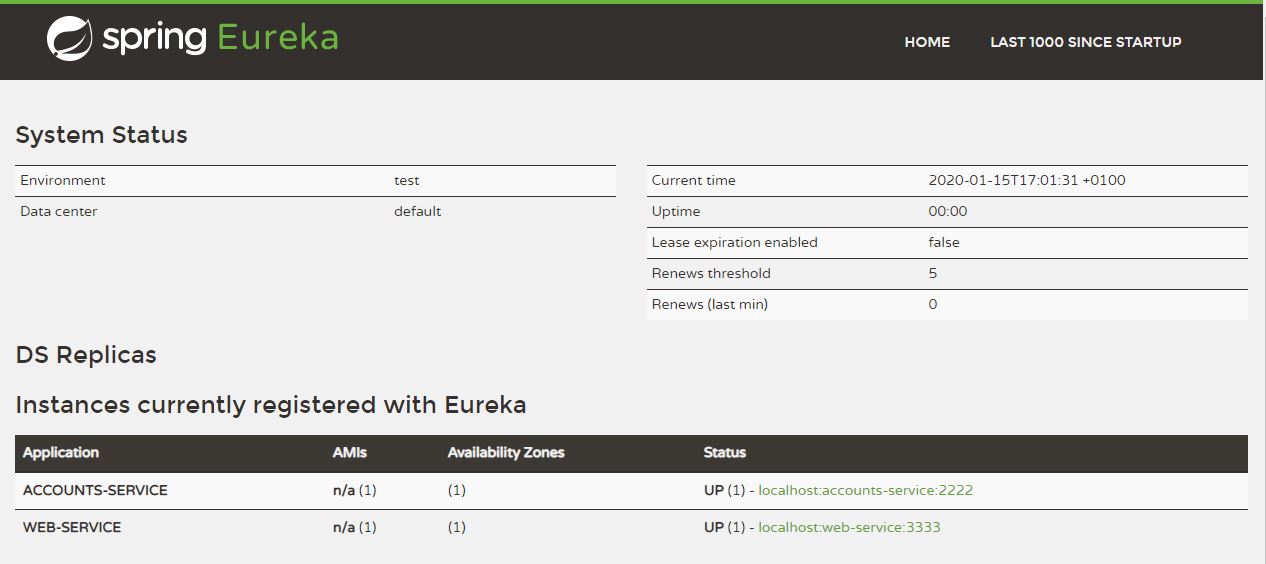 spring Eureka
HOME LAST 1000 SINCE STARTUP
System Status
Environment test
Data center default
Current time 2020-01-15T17:01:31 +0100
Uptime 00:00
Lease expiration enabled false
Renews threshold 5
Renews (last min) 0
DS Replicas
Instances currently registered with Eureka
Application AMIs Availability Zones Status
ACCOUNTS-SERVICE n/a (1) (1) UP (1) - localhost:accounts-service:2222
WEB-SERVICE n/a (1) (1) UP (1) - localhost:web-service:3333